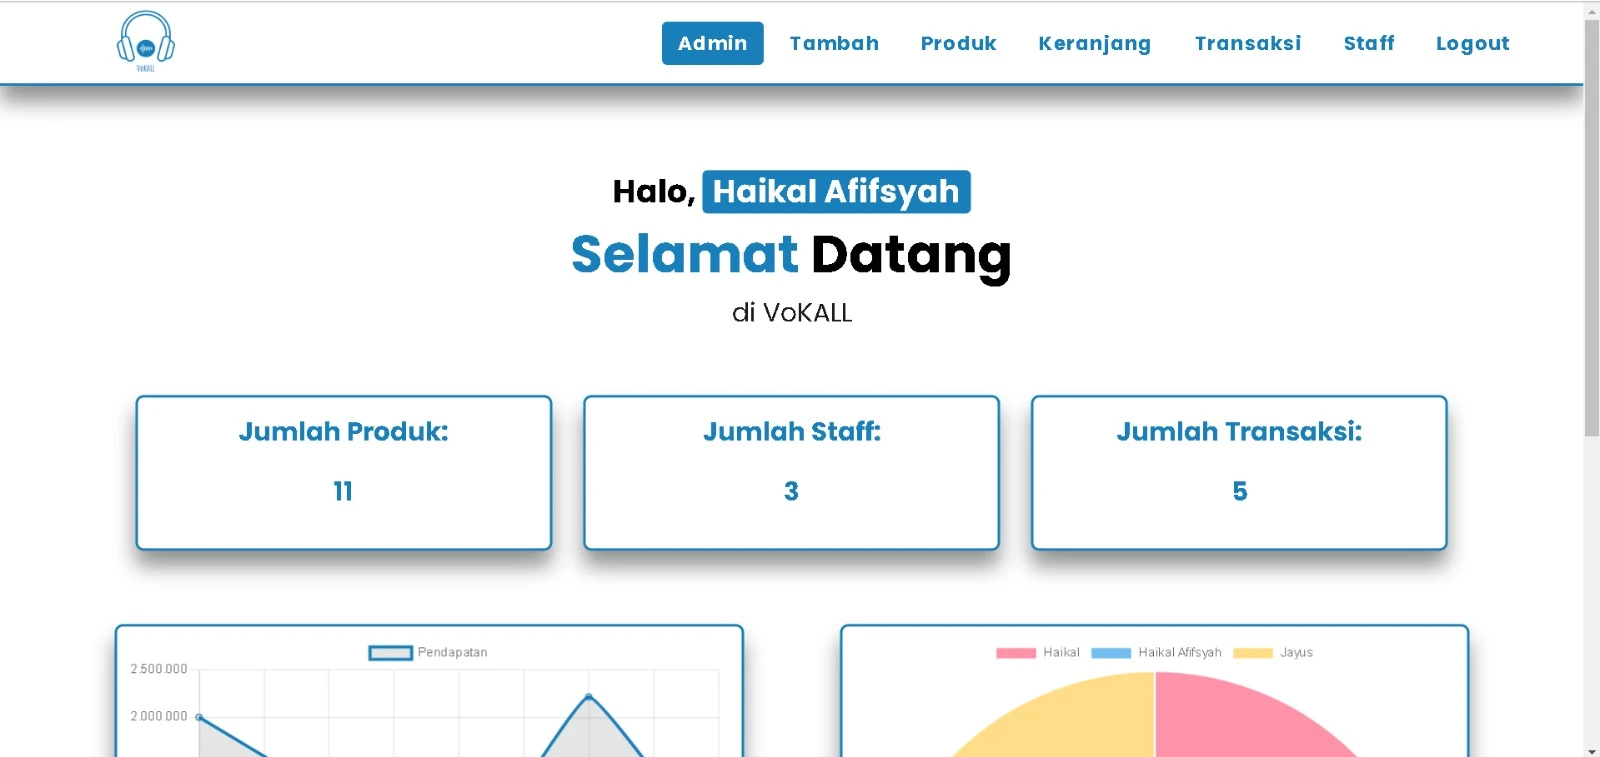 VoKALL
Admin Tambah Produk Keranjang Transaksi Staff Logout
Halo, Haikal Afifsyah
Selamat Datang
di VoKALL
Jumlah Produk:
11
Jumlah Staff:
3
Jumlah Transaksi:
5
Pendapatan
2.500.000
2.000.000
Haikal Haikal Afifsyah Jayus